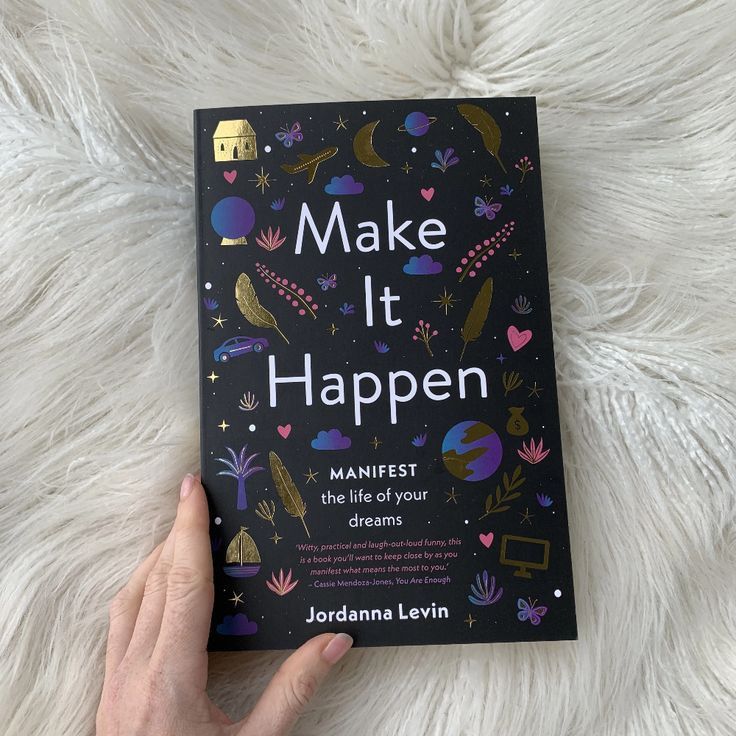 Make
It
Happen
MANIFEST
the life of your
dreams
'Witty, practical and laugh-out-loud funny, this
is a book you'll want to keep close by as you
manifest what means the most to you.'
– Cassie Mendoza-Jones, You Are Enough
Jordanna Levin
$